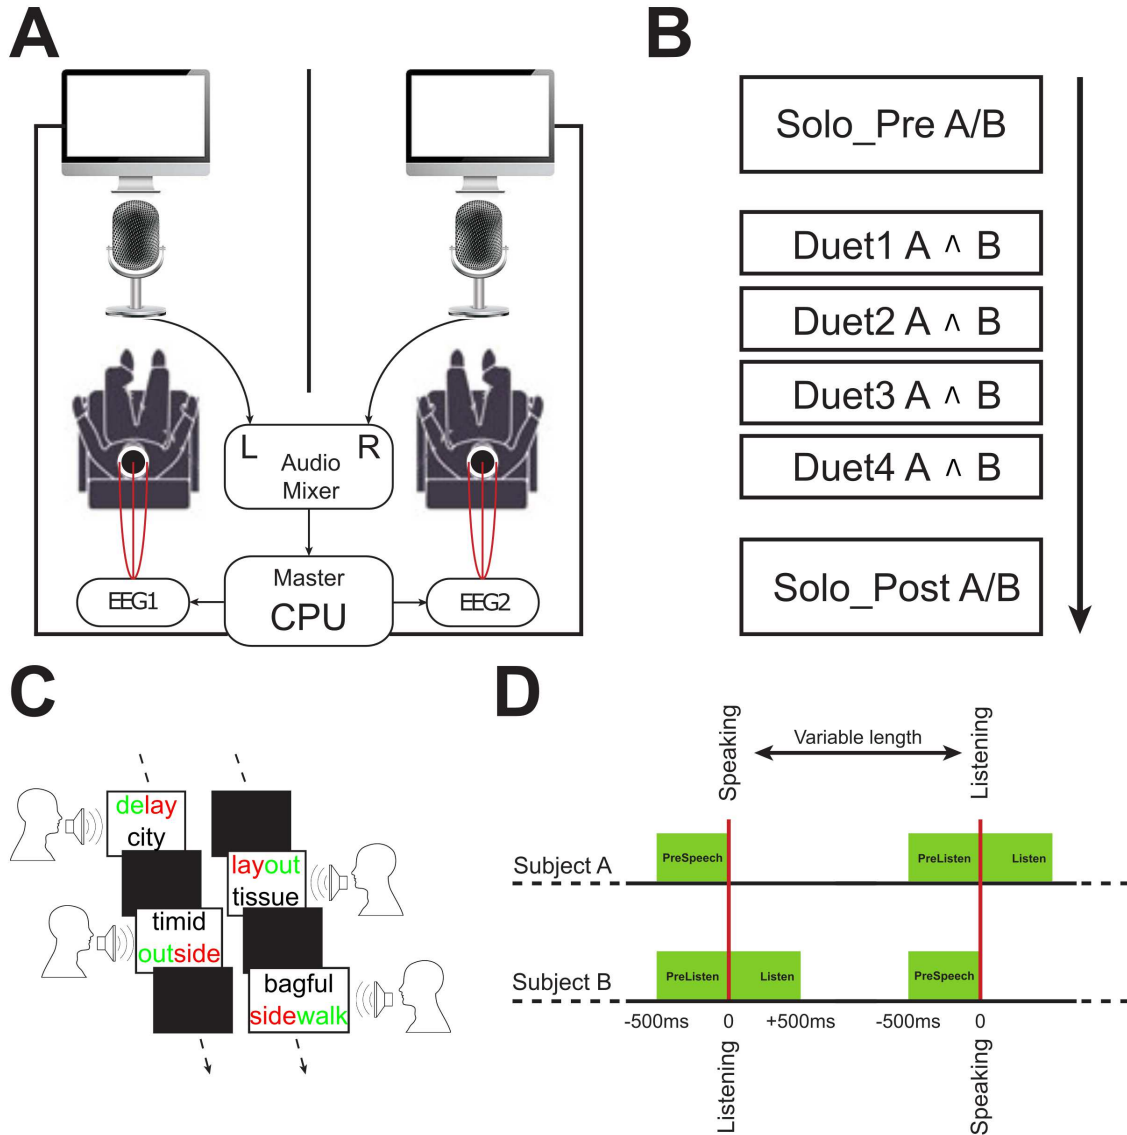 A
L
R
Audio
Mixer
Master
CPU
EEG1
EEG2
B
Solo_Pre A/B
Duet1 A ∧ B
Duet2 A ∧ B
Duet3 A ∧ B
Duet4 A ∧ B
Solo_Post A/B
C
delay
city
layout
tissue
timid
outside
bagful
sidewalk
D
Speaking
Variable length
Listening
Subject A
PreSpeech
PreListen
Listen
Subject B
PreListen
Listen
PreSpeech
-500ms
0
+500ms
-500ms
0
Listening
Speaking